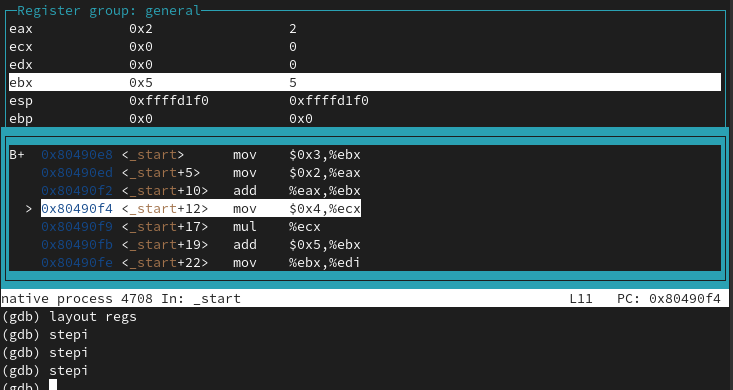 Register group: general
eax 0x2 2
ecx 0x0 0
edx 0x0 0
ebx 0x5 5
esp 0xffffd1f0 0xffffd1f0
ebp 0x0 0x0
B+ 0x80490e8 <_start> mov $0x3,%ebx
0x80490ed <_start+5> mov $0x2,%eax
0x80490f2 <_start+10> add %eax,%ebx
> 0x80490f4 <_start+12> mov $0x4,%ecx
0x80490f9 <_start+17> mul %ecx
0x80490fb <_start+19> add $0x5,%ebx
0x80490fe <_start+22> mov %ebx,%edi
native process 4708 In: _start L11 PC: 0x80490f4
(gdb) layout regs
(gdb) stepi
(gdb) stepi
(gdb) stepi
(gdb)